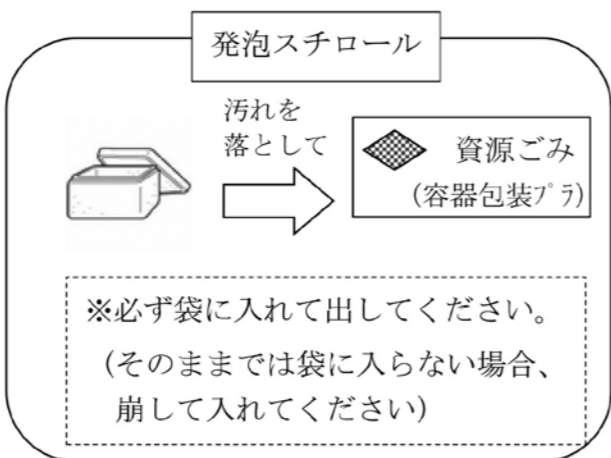 発泡スチロール
汚れを
落として
資源ごみ
(容器包装ﾌﾟﾗ)
※必ず袋に入れて出してください。
(そのままでは袋に入らない場合、
崩して入れてください)